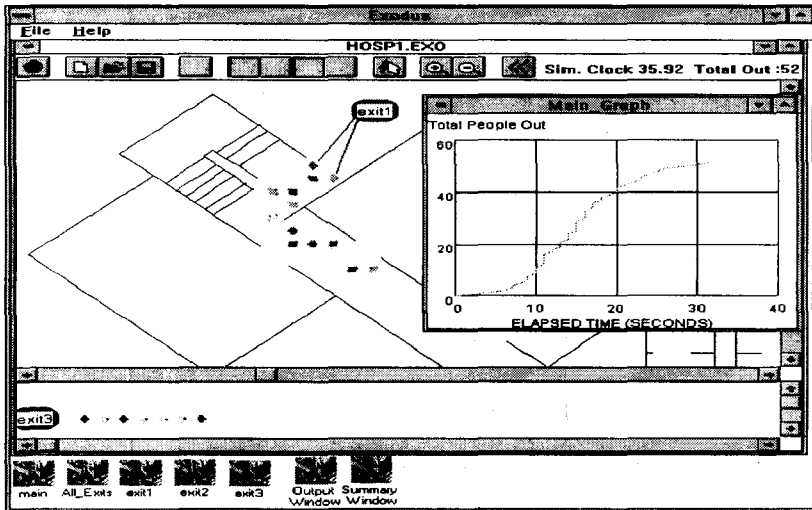 Exodus
File Help
HOSP1.EXO
Sim. Clock 35.92 Total Out :52
exit1
Main Graph
Total People Out
60
40
20
0
0 10 20 30 40
ELAPSED TIME (SECONDS)
exit3
main All_Exits exit1 exit2 exit3 Output Window Summary Window